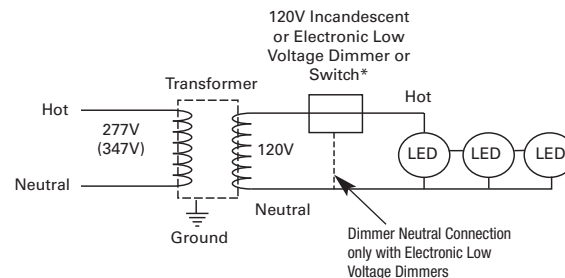 120V Incandescent
or Electronic Low
Voltage Dimmer or
Switch*
Transformer
Hot
Hot
277V
(347V)
120V
LED
LED
LED
Neutral
Neutral
Ground
Dimmer Neutral Connection
only with Electronic Low
Voltage Dimmers